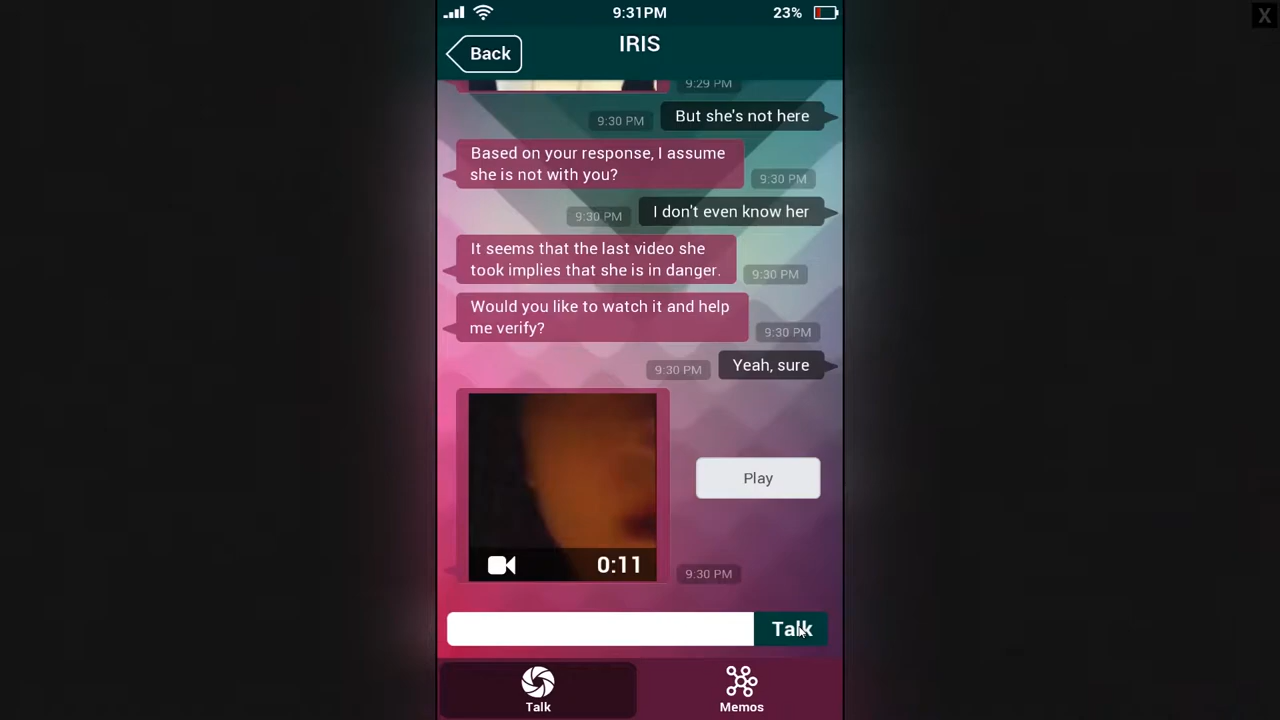 9:31PM
23%
X
Back
IRIS
9:29 PM
But she's not here
9:30 PM
Based on your response, I assume
she is not with you?
9:30 PM
I don't even know her
9:30 PM
It seems that the last video she
took implies that she is in danger.
9:30 PM
Would you like to watch it and help
me verify?
9:30 PM
Yeah, sure
9:30 PM
Play
0:11
9:30 PM
Talk
Talk
Memos